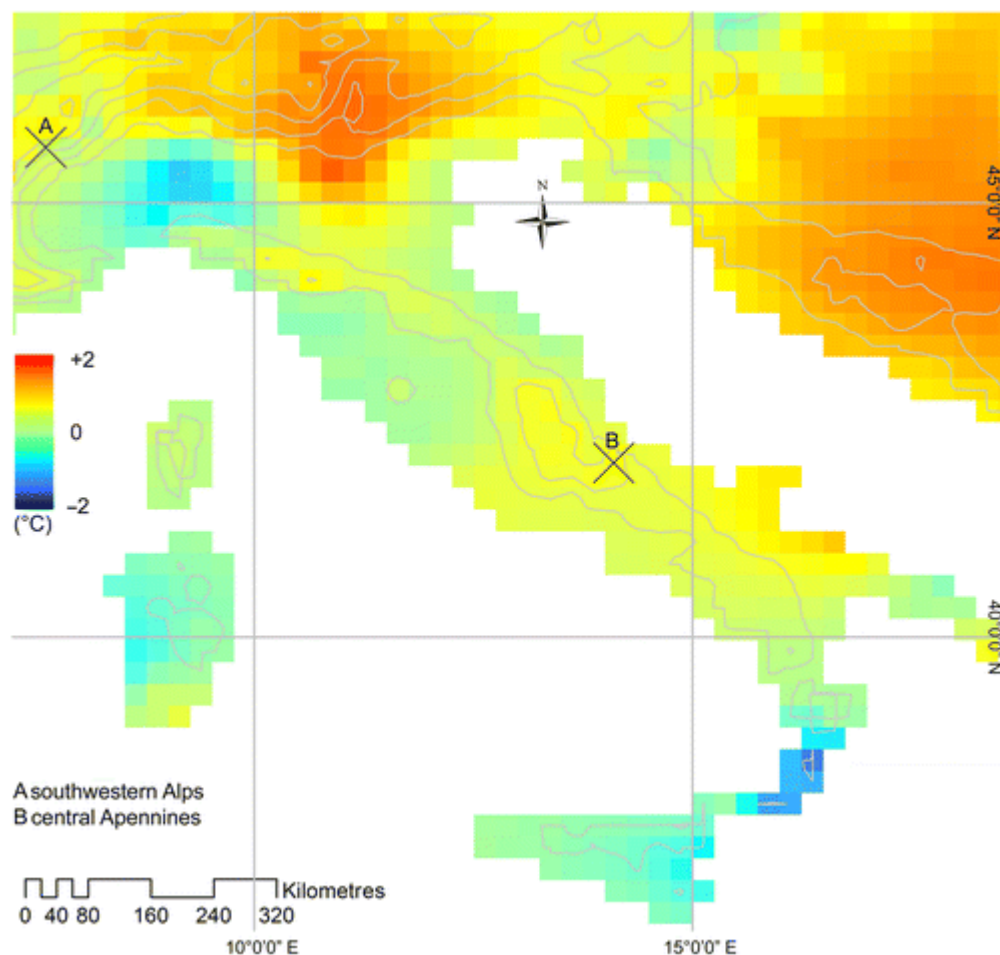 A
N
45°0'0" N
+2
0
B
−2
(°C)
40°0'0" N
A southwestern Alps
B central Apennines
Kilometres
0 40 80 160 240 320
10°0'0" E 15°0'0" E